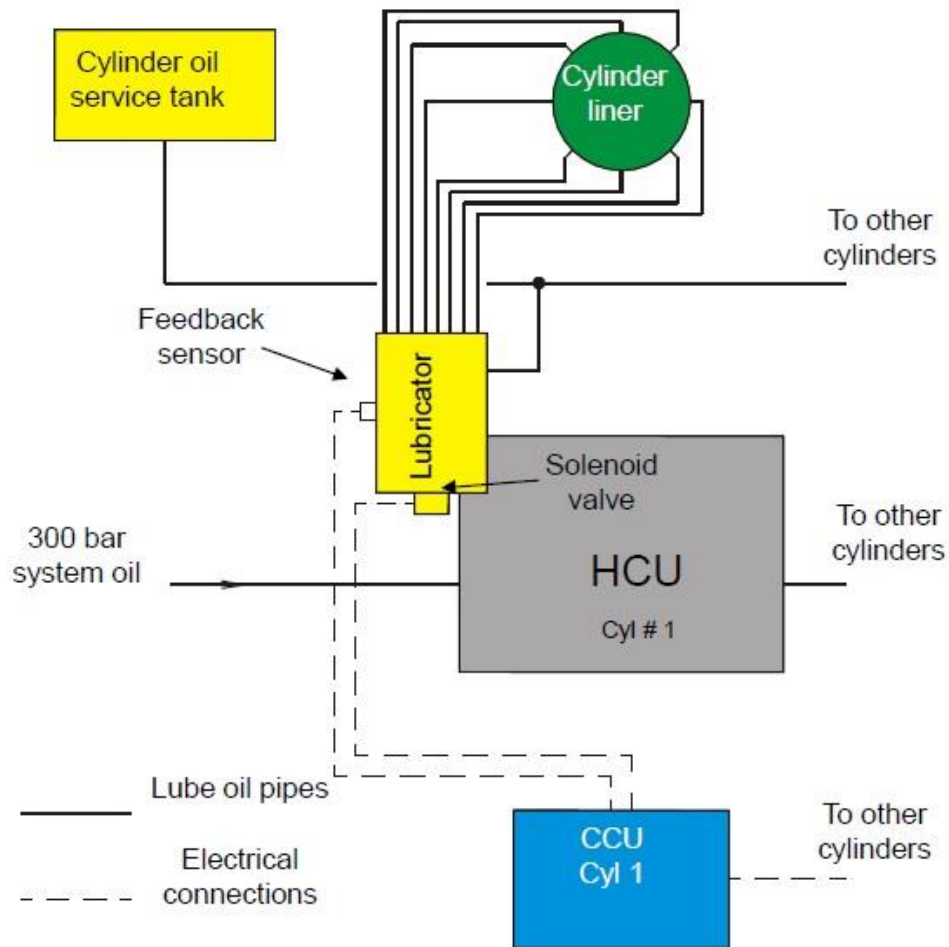 Cylinder oil
service tank
Cylinder
liner
To other
cylinders
Feedback
sensor
Lubricator
Solenoid
valve
300 bar
system oil
HCU
Cyl # 1
To other
cylinders
Lube oil pipes
Electrical
connections
CCU
Cyl 1
To other
cylinders